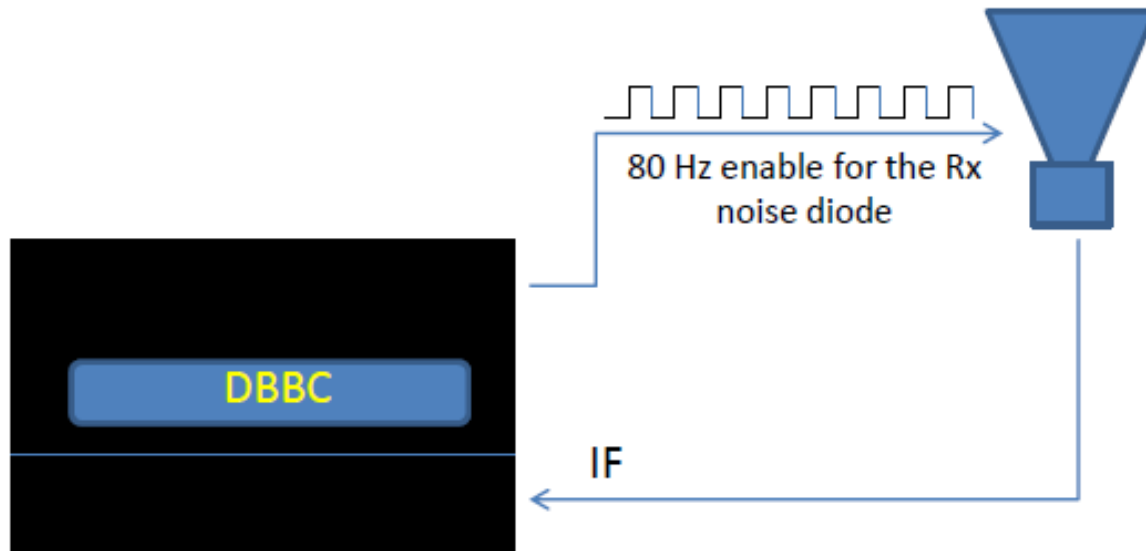 80 Hz enable for the Rx
noise diode
DBBC
IF